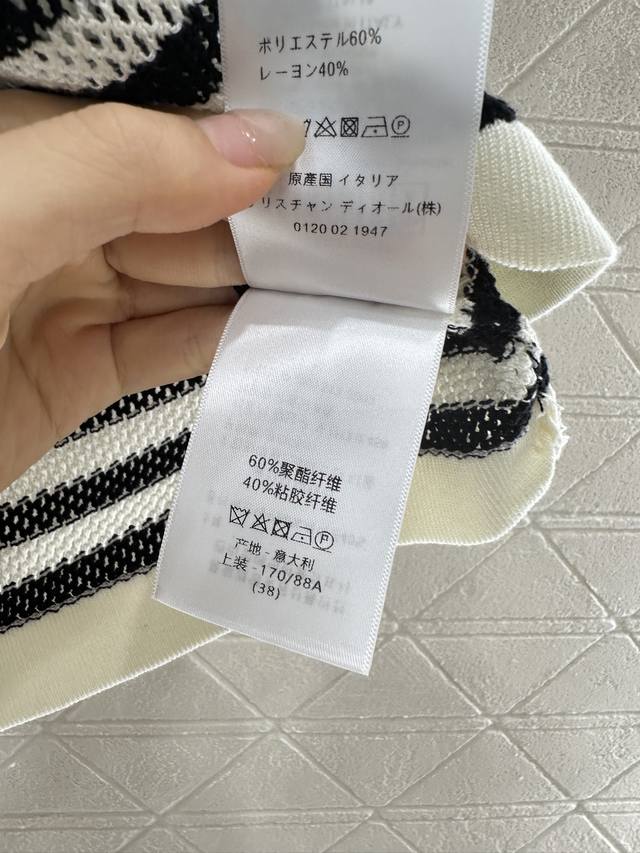 ポリエステル60%
レーヨン40%
P
原産国 イタリア
リスチャン ディオール(株)
0120 02 1947
60%聚酯纤维
40%粘胶纤维
P
产地 - 意大利
上装 - 170/88A
(38)